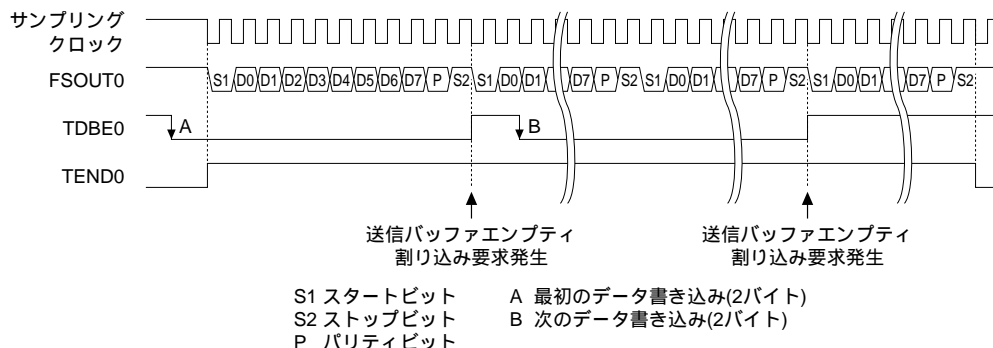 サンプリング
クロック
FSOUT0 S1 D0 D1 D2 D3 D4 D5 D6 D7 P S2 S1 D0 D1 D7 P S2 S1 D0 D1 D7 P S2 S1 D0 D1 D7 P S2
TDBE0 A B
TEND0
送信バッファエンプティ 送信バッファエンプティ
割り込み要求発生 割り込み要求発生
S1 スタートビット A 最初のデータ書き込み(2バイト)
S2 ストップビット B 次のデータ書き込み(2バイト)
P パリティビット